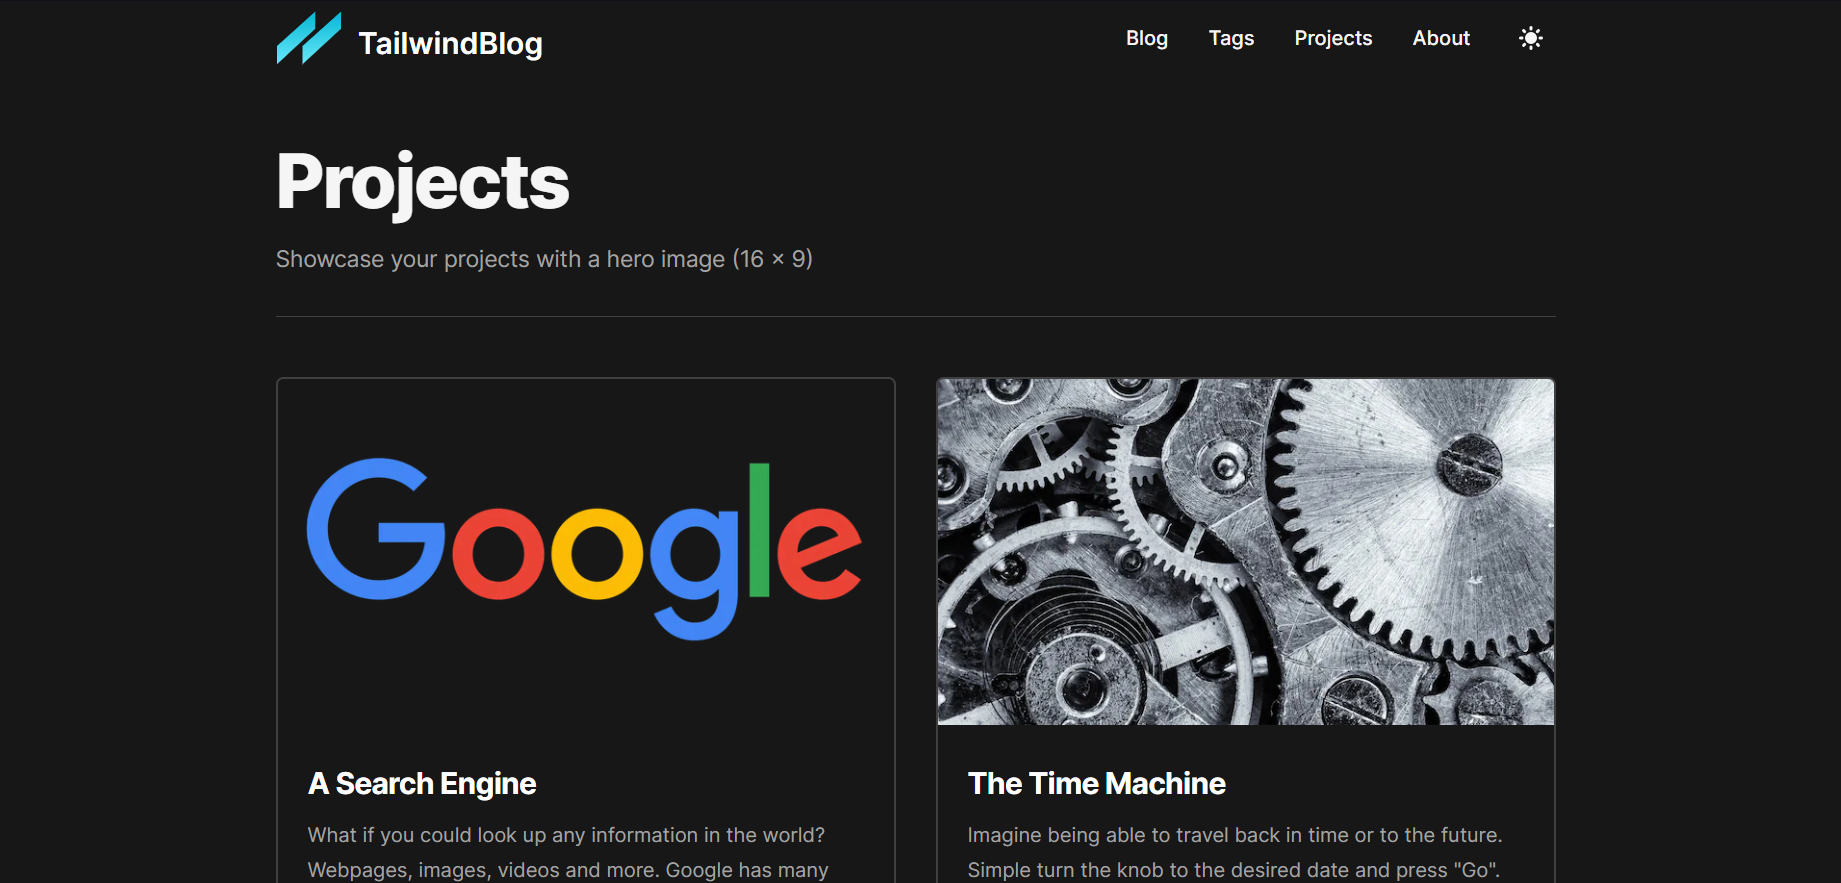 TailwindBlog
Blog Tags Projects About
Projects
Showcase your projects with a hero image (16 × 9)
Google
A Search Engine
What if you could look up any information in the world?
Webpages, images, videos and more. Google has many
The Time Machine
Imagine being able to travel back in time or to the future.
Simple turn the knob to the desired date and press "Go".